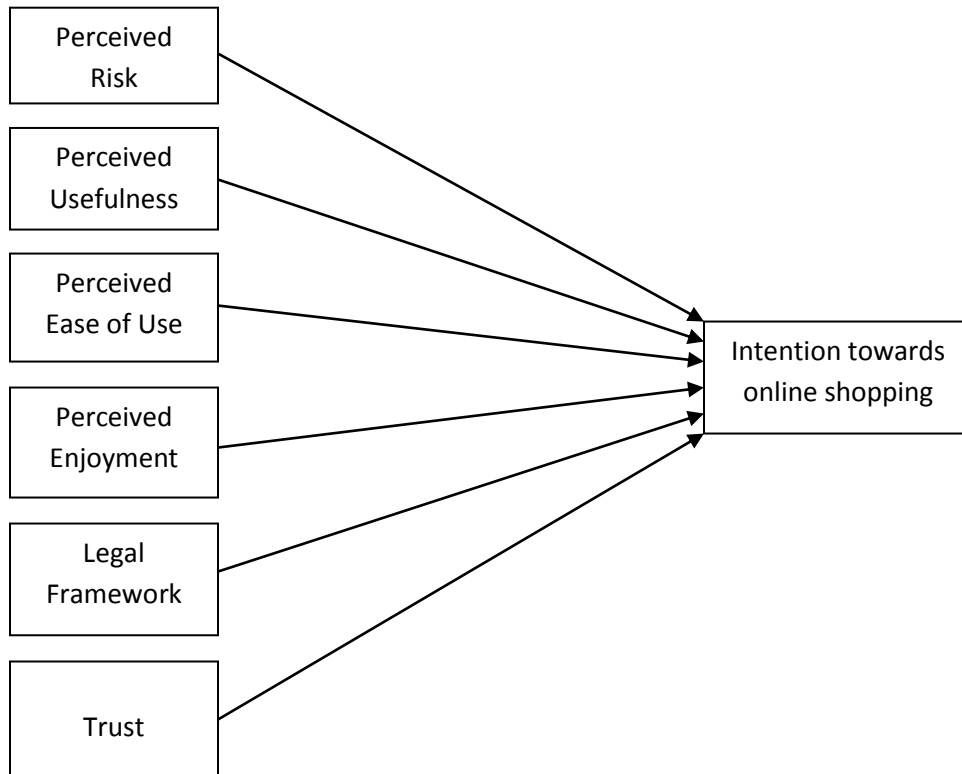 Perceived
Risk
Perceived
Usefulness
Perceived
Ease of Use
Perceived
Enjoyment
Legal
Framework
Trust
Intention towards
online shopping